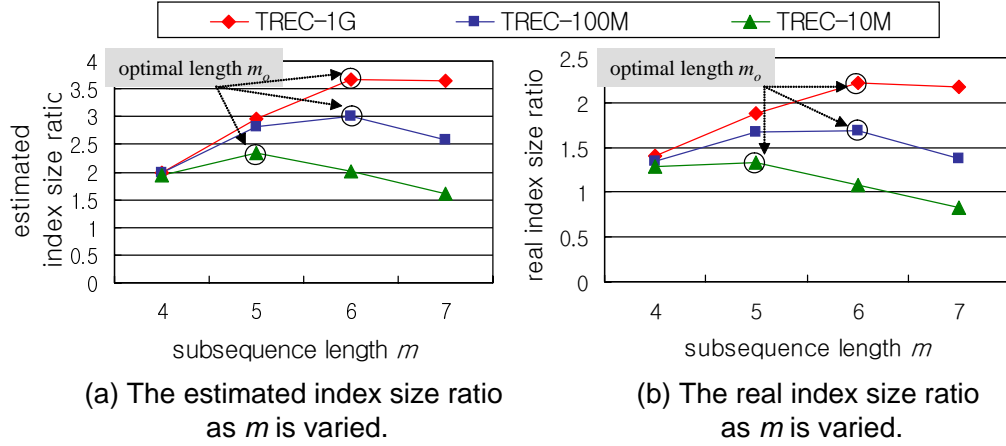 TREC-1G TREC-100M TREC-10M
optimal length mₒ
4
3.5
3
2.5
2
1.5
1
0.5
0
estimated
index size ratic
4 5 6 7
subsequence length m
(a) The estimated index size ratio
as m is varied.
optimal length mₒ
2.5
2
1.5
1
0.5
0
real index size ratio
4 5 6 7
subsequence length m
(b) The real index size ratio
as m is varied.